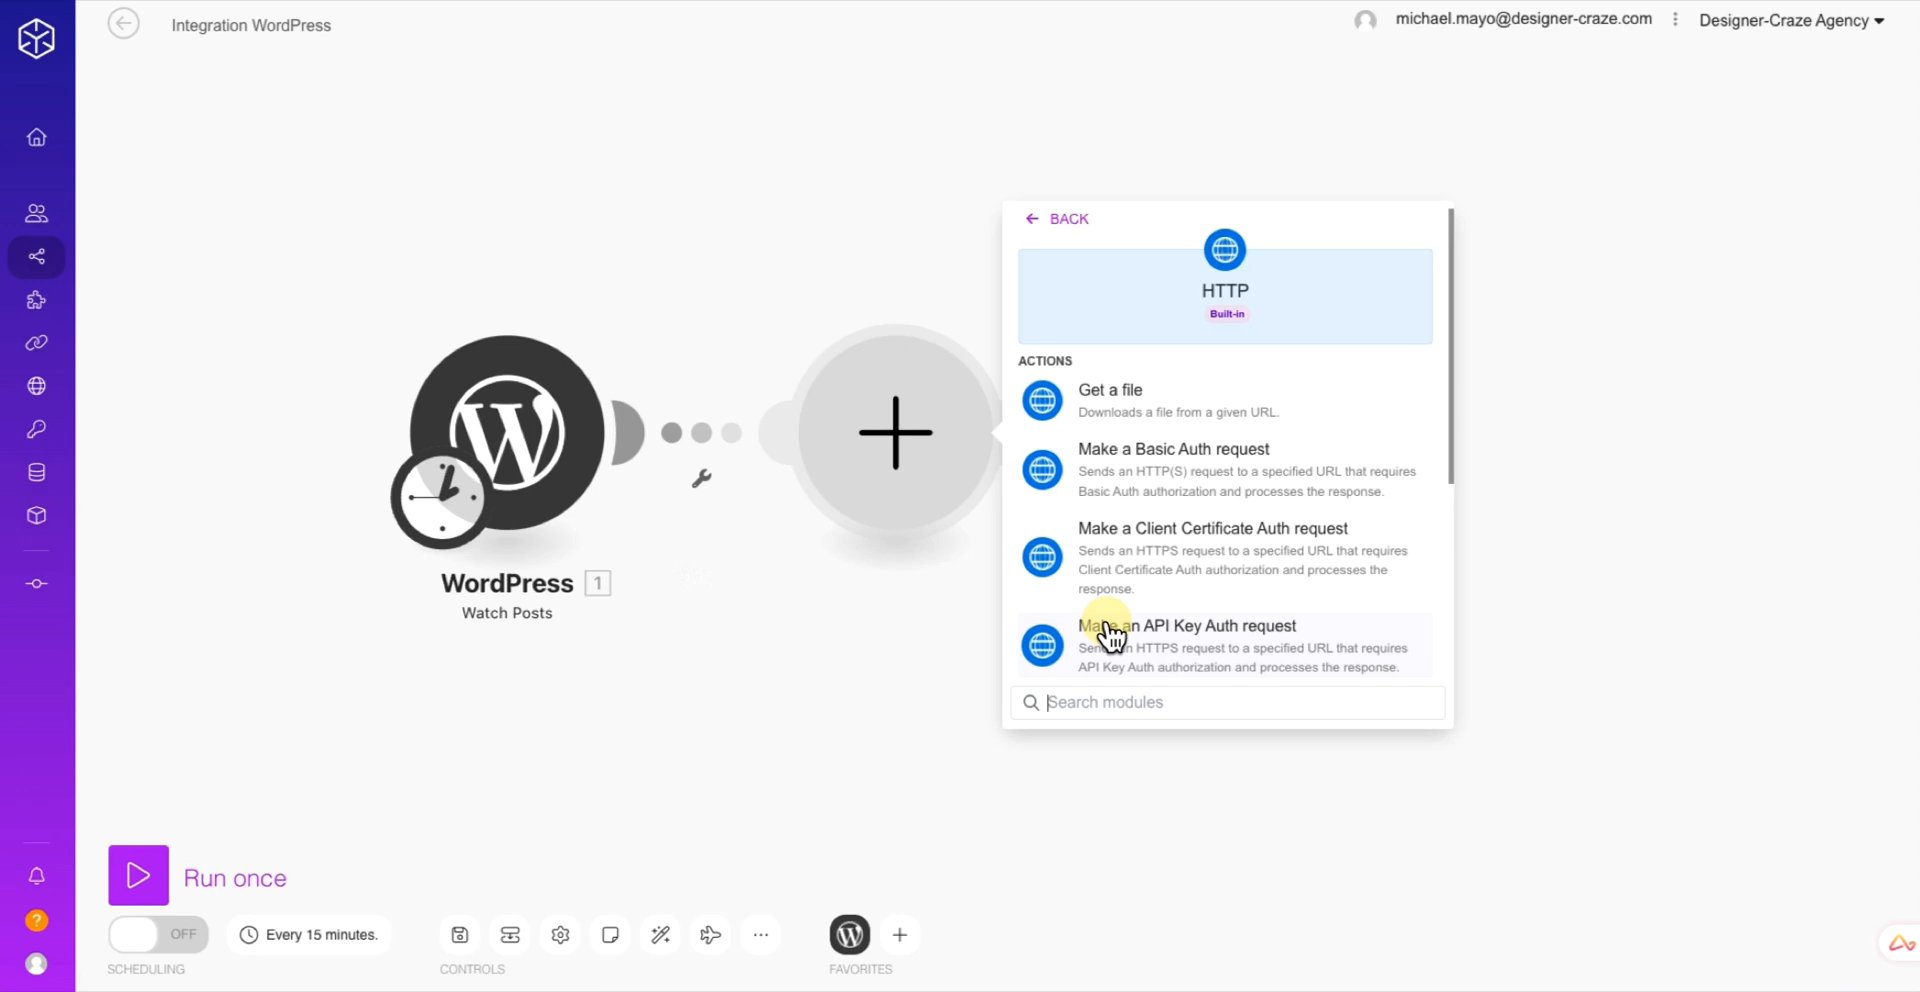 Integration WordPress
michael.mayo@designer-craze.com
Designer-Craze Agency
BACK
HTTP
Built-in
ACTIONS
Get a file
Downloads a file from a given URL.
Make a Basic Auth request
Sends an HTTP(S) request to a specified URL that requires
Basic Auth authorization and processes the response.
Make a Client Certificate Auth request
Sends an HTTPS request to a specified URL that requires
Client Certificate Auth authorization and processes the
response.
Make an API Key Auth request
Sends an HTTPS request to a specified URL that requires
API Key Auth authorization and processes the response.
Search modules
WordPress 1
Watch Posts
Run once
OFF
Every 15 minutes.
SCHEDULING
CONTROLS
FAVORITES
?